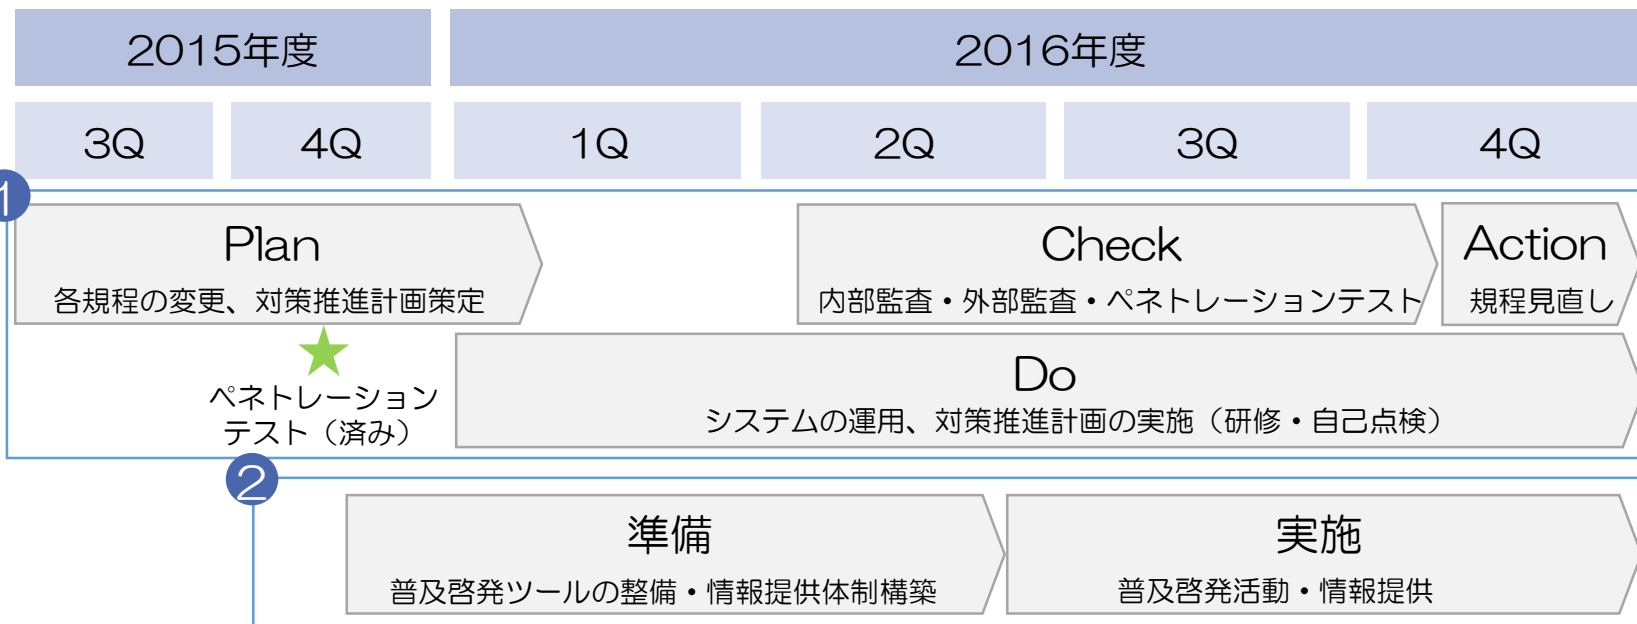 2015年度
2016年度
3Q
4Q
1Q
2Q
3Q
4Q
1
Plan
各規程の変更、対策推進計画策定
Check
内部監査・外部監査・ペネトレーションテスト
Action
規程見直し
ペネトレーション
テスト（済み）
Do
システムの運用、対策推進計画の実施（研修・自己点検）
2
準備
普及啓発ツールの整備・情報提供体制構築
実施
普及啓発活動・情報提供